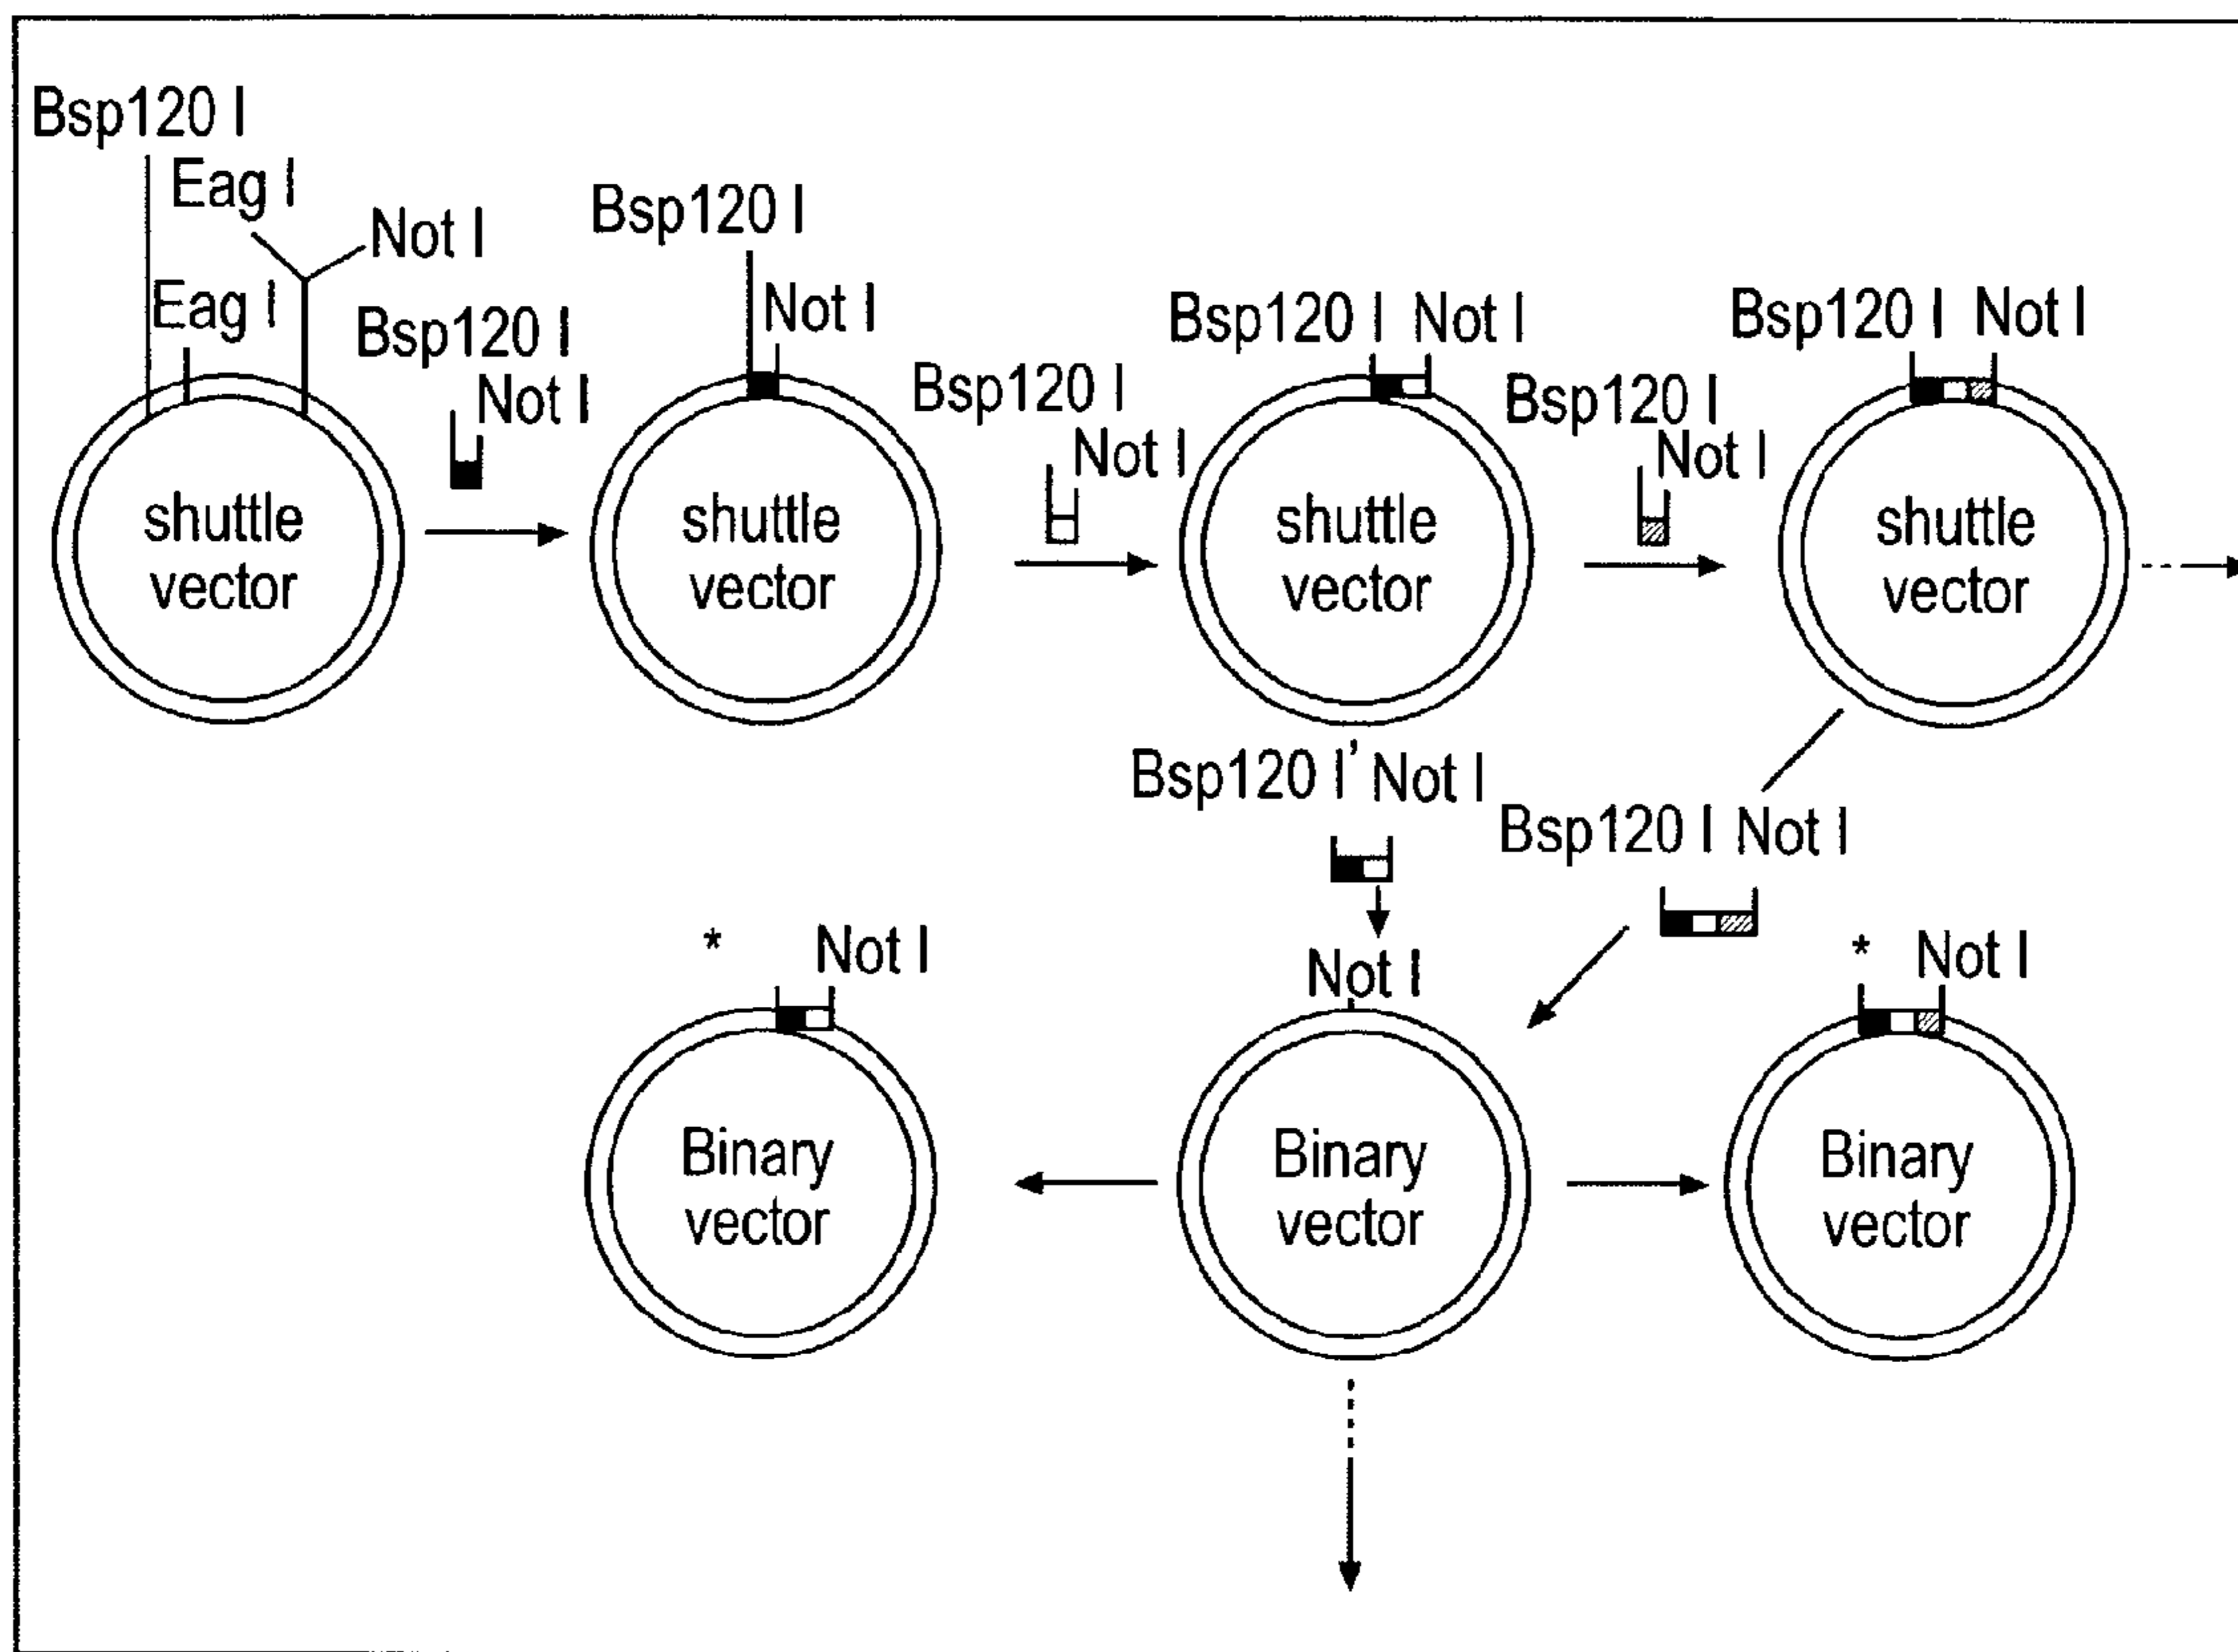 Bsp120 I
Eag I
Not I
Eag I
Bsp120 I
Not I
shuttle
vector
Bsp120 I
Not I
shuttle
vector
Bsp120 I
Not I
Bsp120 I Not I
shuttle
vector
Bsp120 I
Not I
Bsp120 I Not I
shuttle
vector
Bsp120 I' Not I
Bsp120 I Not I
* Not I
Binary
vector
Not I
Binary
vector
* Not I
Binary
vector